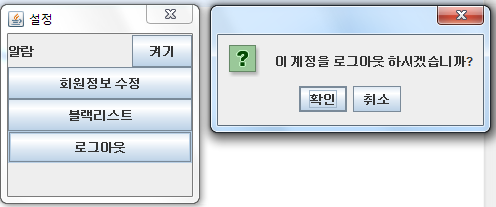 설정
알람 켜기
회원정보 수정
블랙리스트
로그아웃
이 계정을 로그아웃 하시겠습니까?
확인 취소